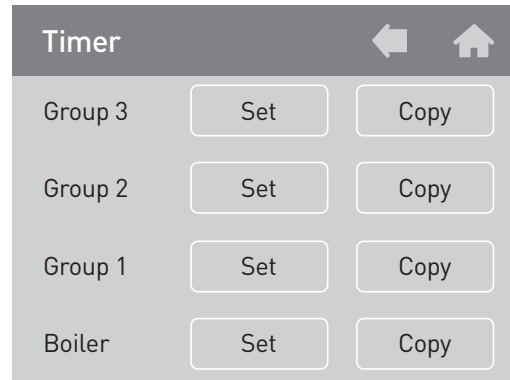 Timer
Group 3 Set Copy
Group 2 Set Copy
Group 1 Set Copy
Boiler Set Copy